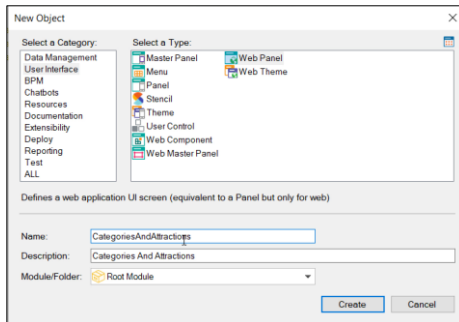 New Object
Select a Category:
Data Management
User Interface
BPM
Chatbots
Resources
Documentation
Extensibility
Deploy
Reporting
Test
ALL
Select a Type:
Master Panel
Menu
Panel
Stencil
Theme
User Control
Web Component
Web Master Panel
Web Panel
Web Theme
Defines a web application UI screen (equivalent to a Panel but only for web)
Name: CategoriesAndAttractions
Description: Categories And Attractions
Module/Folder: Root Module
Create Cancel